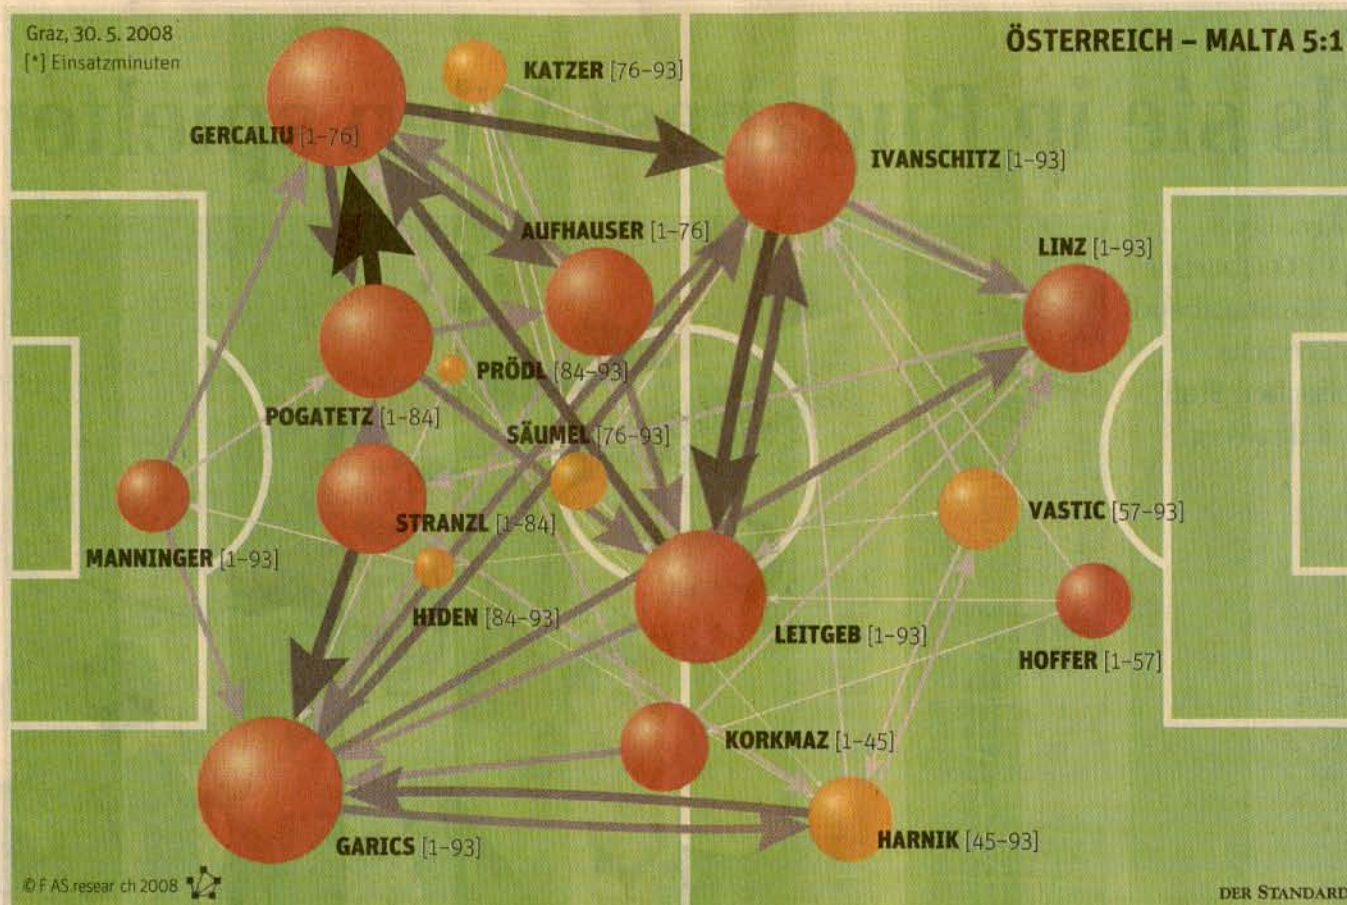 Graz, 30. 5. 2008
[*] Einsatzminuten
ÖSTERREICH – MALTA 5:1
KATZER [76–93]
GERCALIU [1–76]
IVANSCHITZ [1–93]
AUFHAUSER [1–76]
LINZ [1–93]
PRÖDL [84–93]
POGATETZ [1–84]
SÄUMEL [76–93]
STRANZL [1–84]
VASTIC [57–93]
MANNINGER [1–93]
HIDEN [84–93]
LEITGEB [1–93]
HOFFER [1–57]
KORKMAZ [1–45]
GARICS [1–93]
HARNIK [45–93]
© F AS.resear ch 2008
DER STANDARD